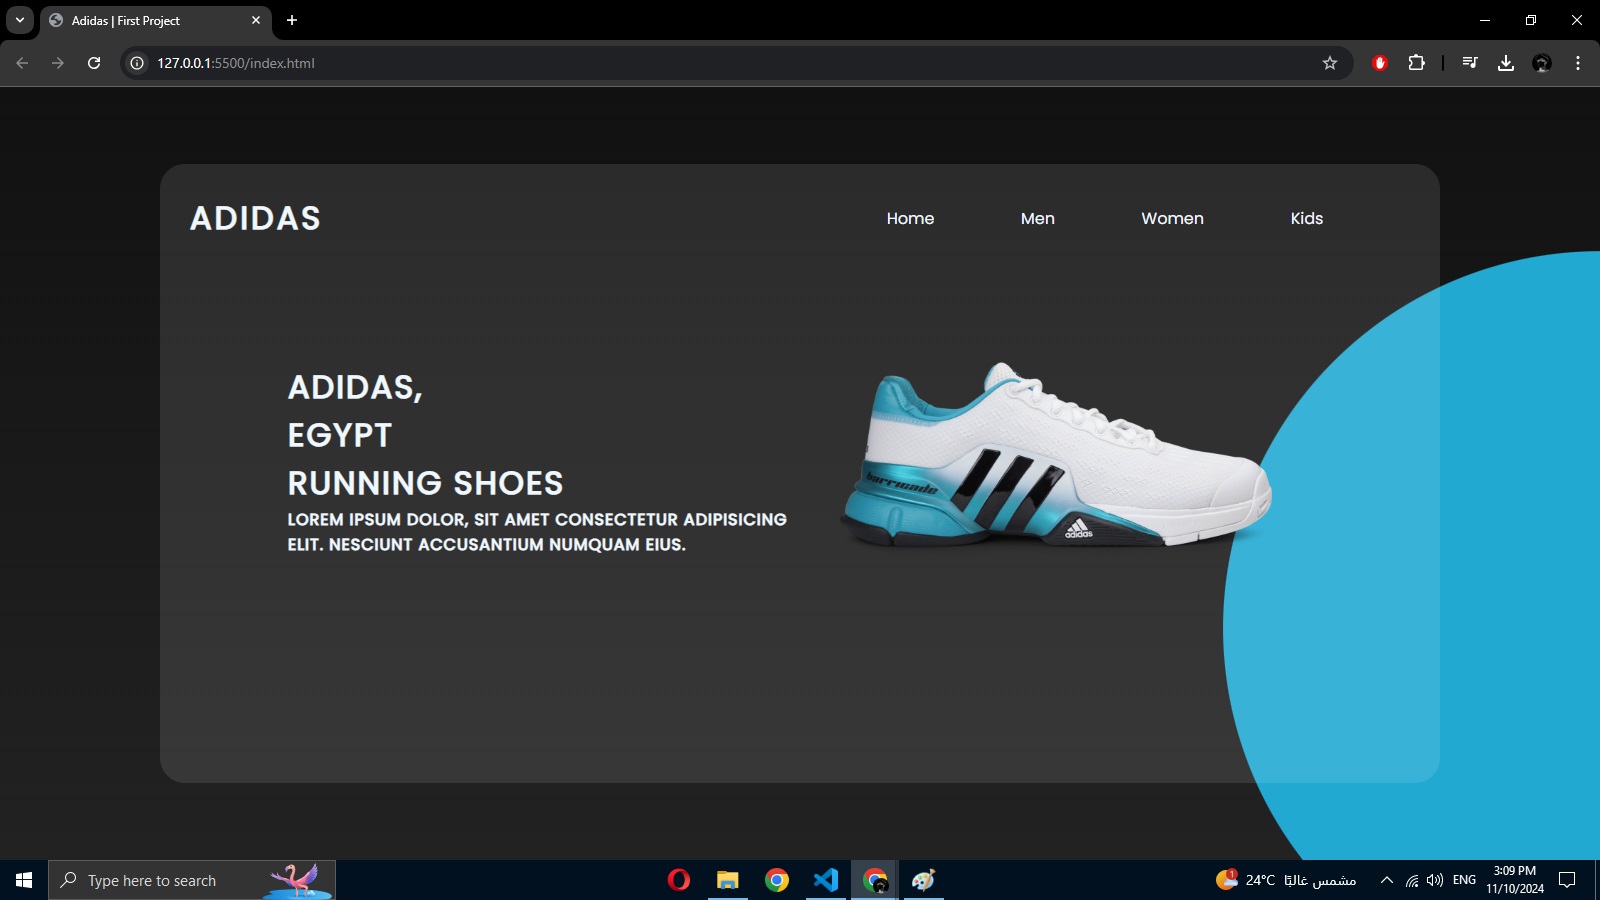 Adidas | First Project
127.0.0.1:5500/index.html
ADIDAS
Home
Men
Women
Kids
ADIDAS,
EGYPT
RUNNING SHOES
LOREM IPSUM DOLOR, SIT AMET CONSECTETUR ADIPISICING
ELIT. NESCIUNT ACCUSANTIUM NUMQUAM EIUS.
barricade
adidas
Type here to search
1
24°C مشمس غالبًا
ENG
3:09 PM
11/10/2024